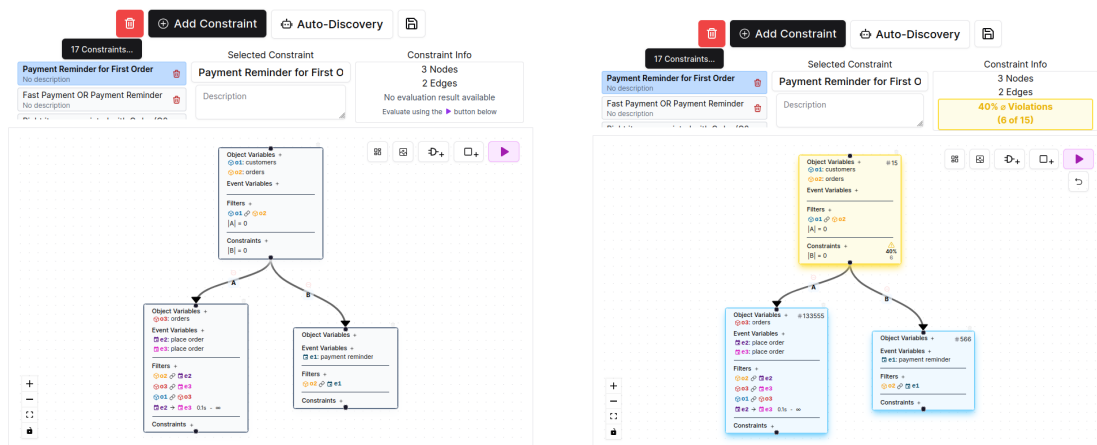 Add Constraint
Auto-Discovery
17 Constraints...
Payment Reminder for First Order
No description
Fast Payment OR Payment Reminder
No description
Selected Constraint
Payment Reminder for First O
Description
Constraint Info
3 Nodes
2 Edges
No evaluation result available
Evaluate using the ▶ button below
Object Variables +
o1: customers
o2: orders
Event Variables +
Filters +
o1 o2
|A| = 0
Constraints +
|B| = 0
A
B
Object Variables +
o3: orders
Event Variables +
e2: place order
e3: place order
Filters +
o2 e2
o3 e3
o1 o3
e2 → e3 0.1s - ∞
Constraints +
Object Variables +
Event Variables +
e1: payment reminder
Filters +
o2 e1
Constraints +
Add Constraint
Auto-Discovery
17 Constraints...
Payment Reminder for First Order
No description
Fast Payment OR Payment Reminder
No description
Selected Constraint
Payment Reminder for First O
Description
Constraint Info
3 Nodes
2 Edges
40% ⌀ Violations
(6 of 15)
Object Variables + #15
o1: customers
o2: orders
Event Variables +
Filters +
o1 o2
|A| = 0
Constraints +
|B| = 0
40%
6
A
B
Object Variables + #133555
o3: orders
Event Variables +
e2: place order
e3: place order
Filters +
o2 e2
o3 e3
o1 o3
e2 → e3 0.1s - ∞
Constraints +
Object Variables + #566
Event Variables +
e1: payment reminder
Filters +
o2 e1
Constraints +